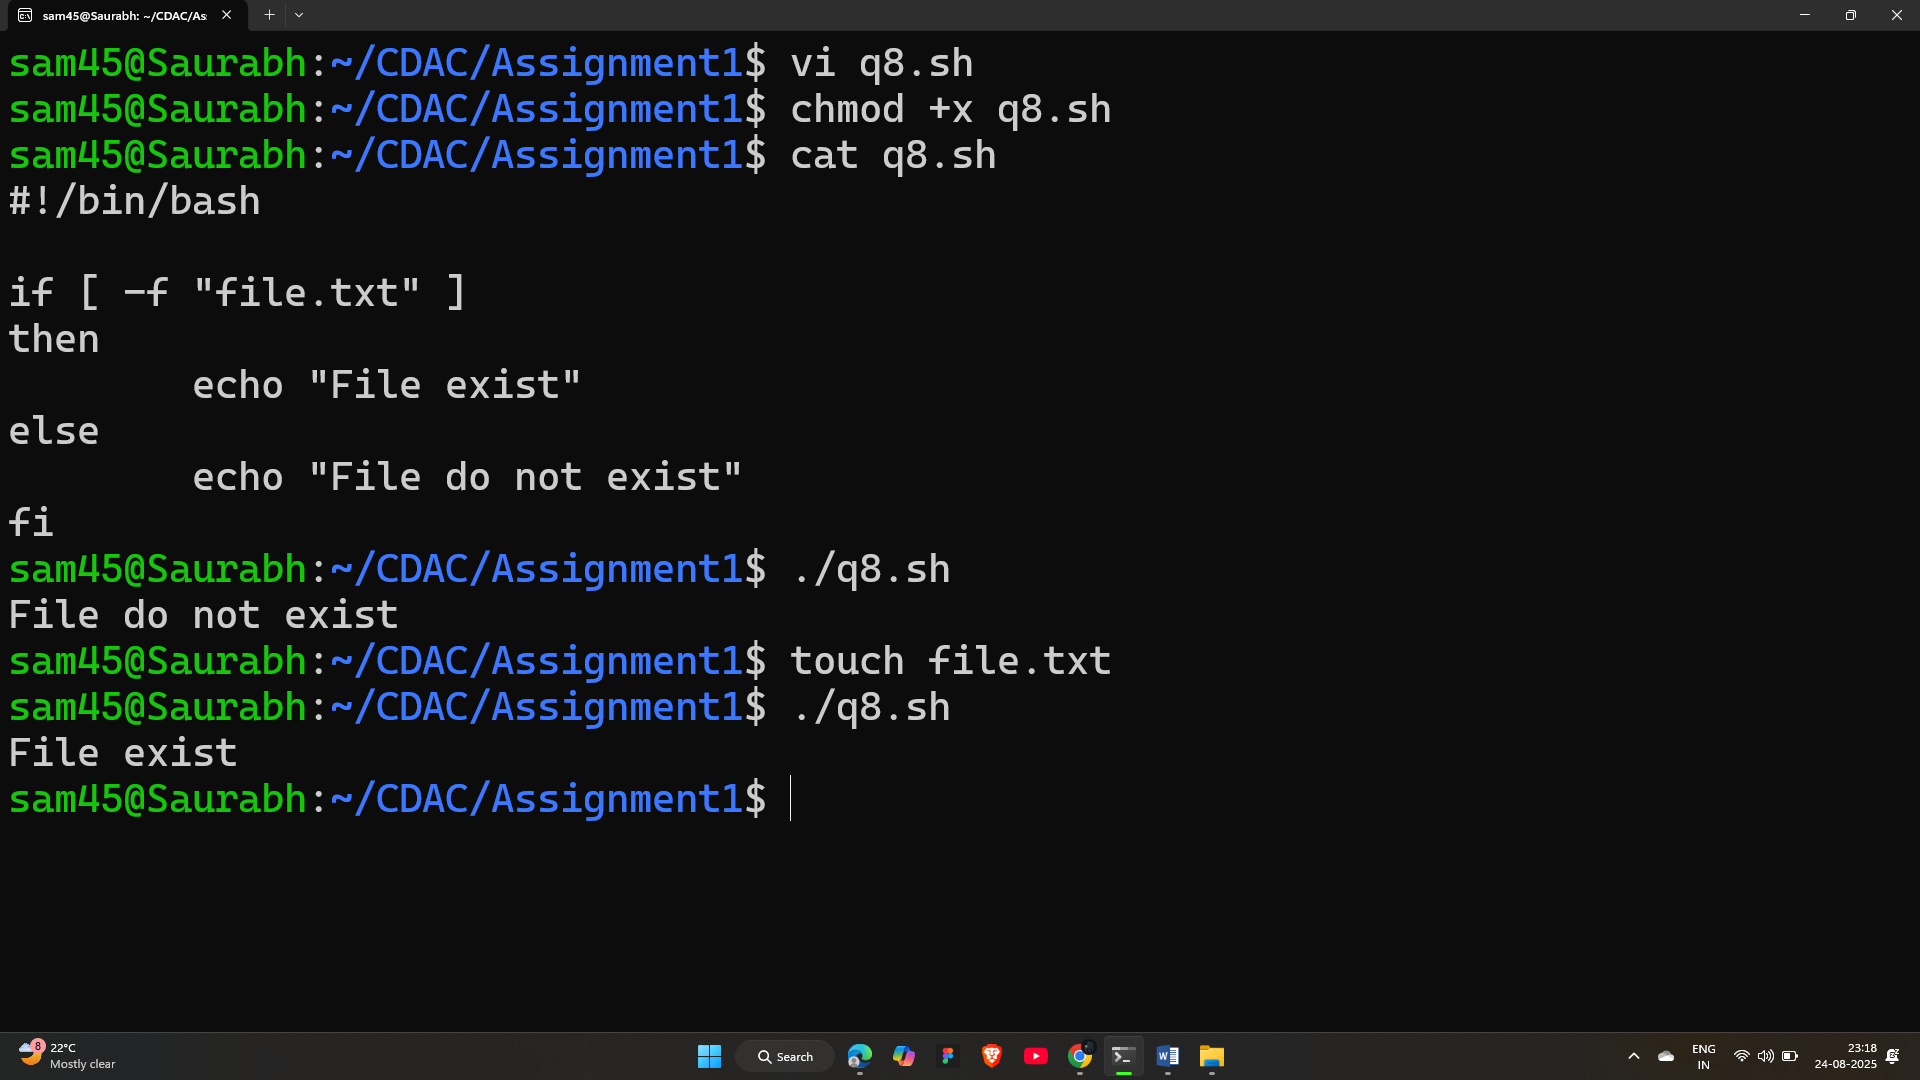 sam45@Saurabh: ~/CDAC/As
sam45@Saurabh:~/CDAC/Assignment1$ vi q8.sh
sam45@Saurabh:~/CDAC/Assignment1$ chmod +x q8.sh
sam45@Saurabh:~/CDAC/Assignment1$ cat q8.sh
#!/bin/bash

if [ -f "file.txt" ]
then
        echo "File exist"
else
        echo "File do not exist"
fi
sam45@Saurabh:~/CDAC/Assignment1$ ./q8.sh
File do not exist
sam45@Saurabh:~/CDAC/Assignment1$ touch file.txt
sam45@Saurabh:~/CDAC/Assignment1$ ./q8.sh
File exist
sam45@Saurabh:~/CDAC/Assignment1$
8
22°C
Mostly clear
Search
ENG
IN
23:18
24-08-2025